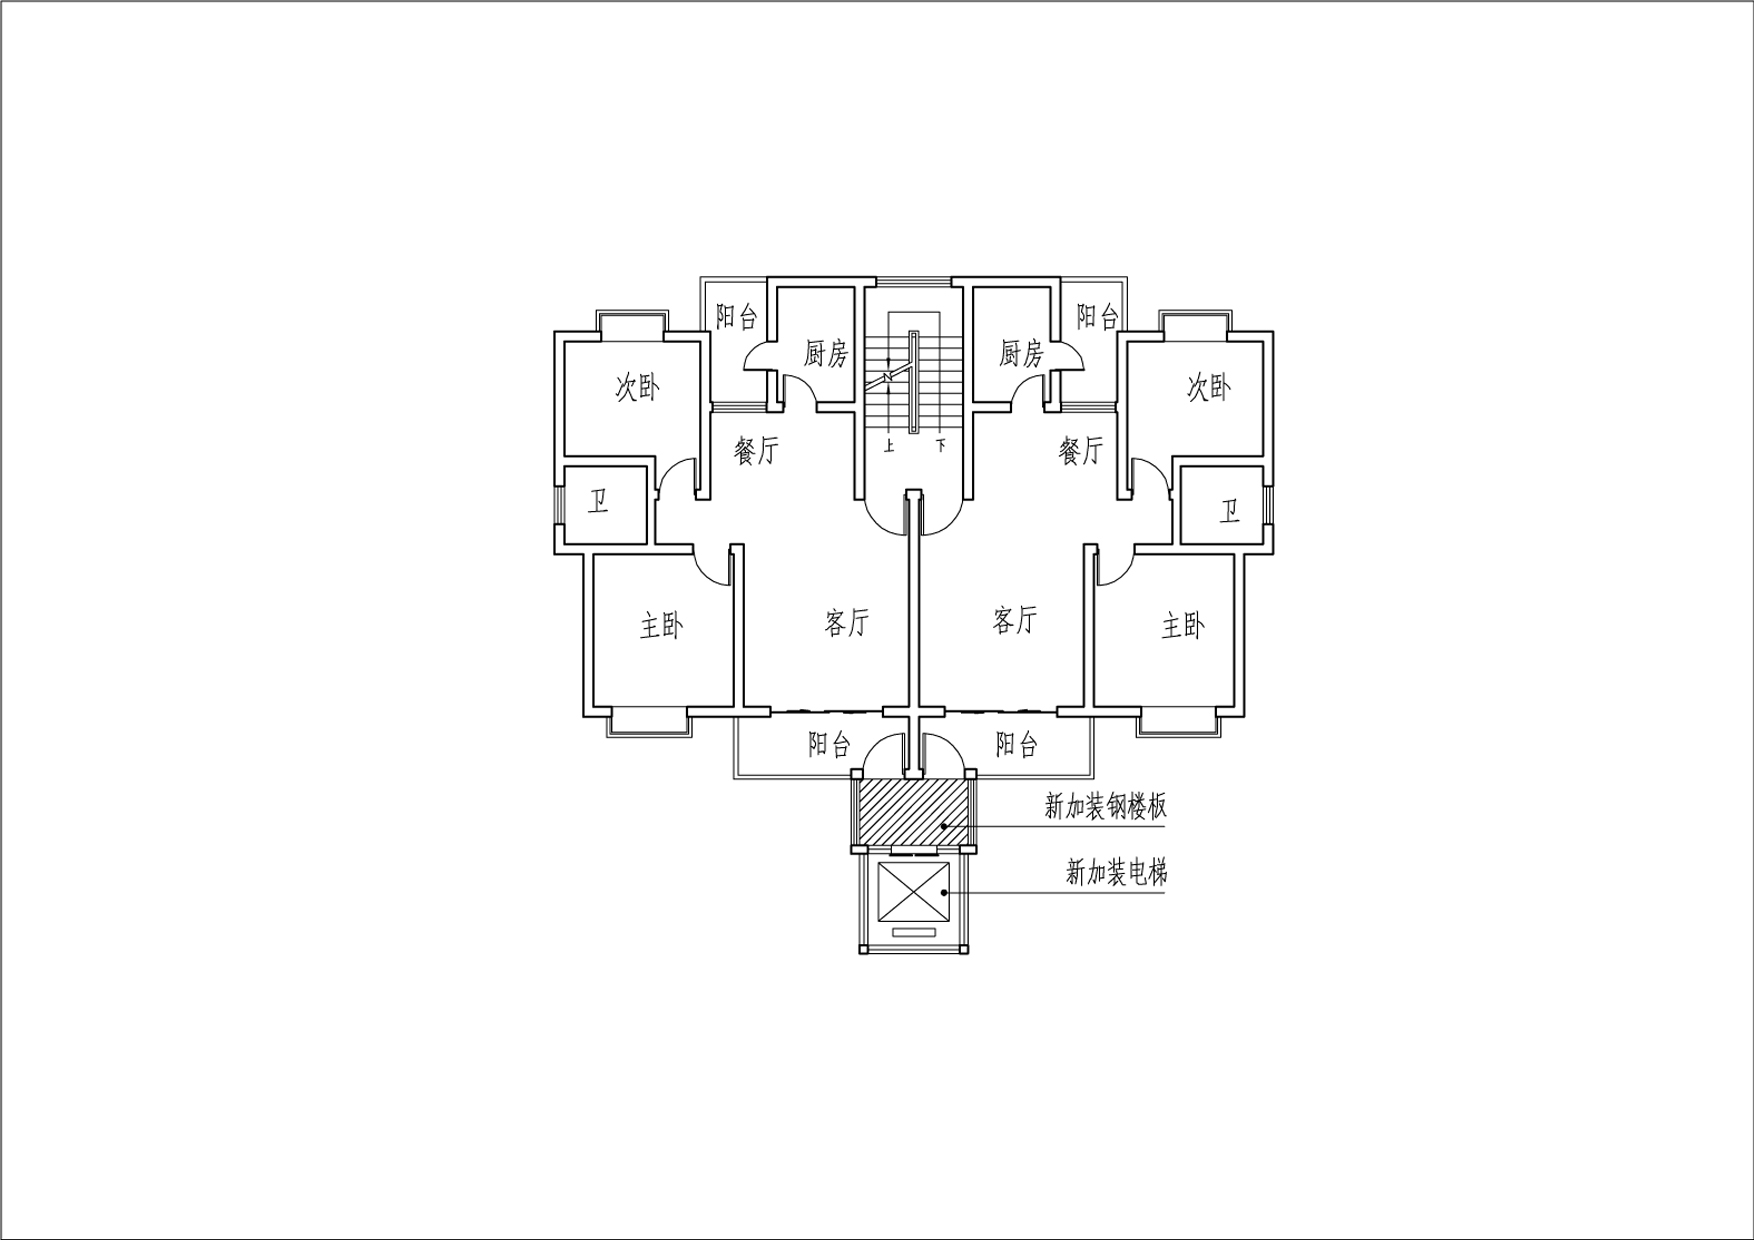 阳台
阳台
厨房
厨房
次卧
次卧
上
下
餐厅
餐厅
卫
卫
主卧
客厅
客厅
主卧
阳台
阳台
新加装钢楼板
新加装电梯